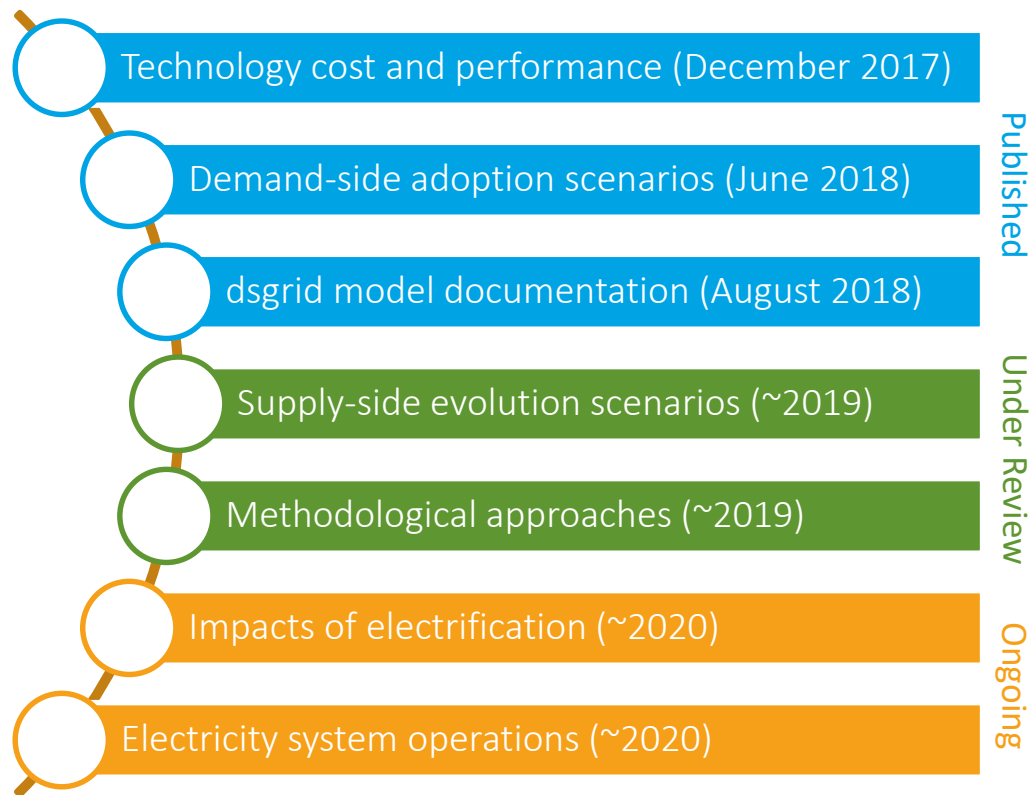 Technology cost and performance (December 2017)
Demand-side adoption scenarios (June 2018)
dsgrid model documentation (August 2018)
Published
Supply-side evolution scenarios (~2019)
Methodological approaches (~2019)
Under Review
Impacts of electrification (~2020)
Electricity system operations (~2020)
Ongoing